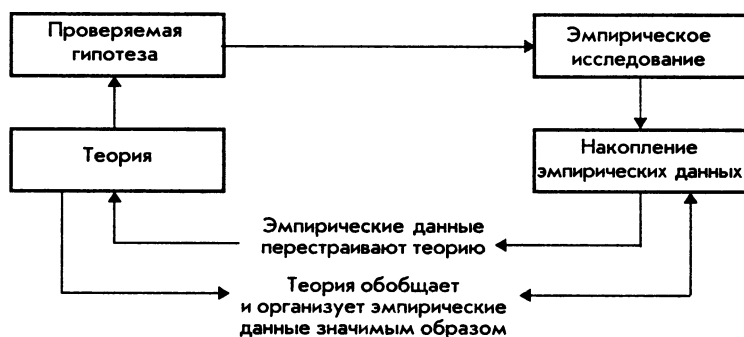 Проверяемая
гипотеза
Эмпирическое
исследование
Теория
Накопление
эмпирических данных
Эмпирические данные
перестраивают теорию
Теория обобщает
и организует эмпирические
данные значимым образом